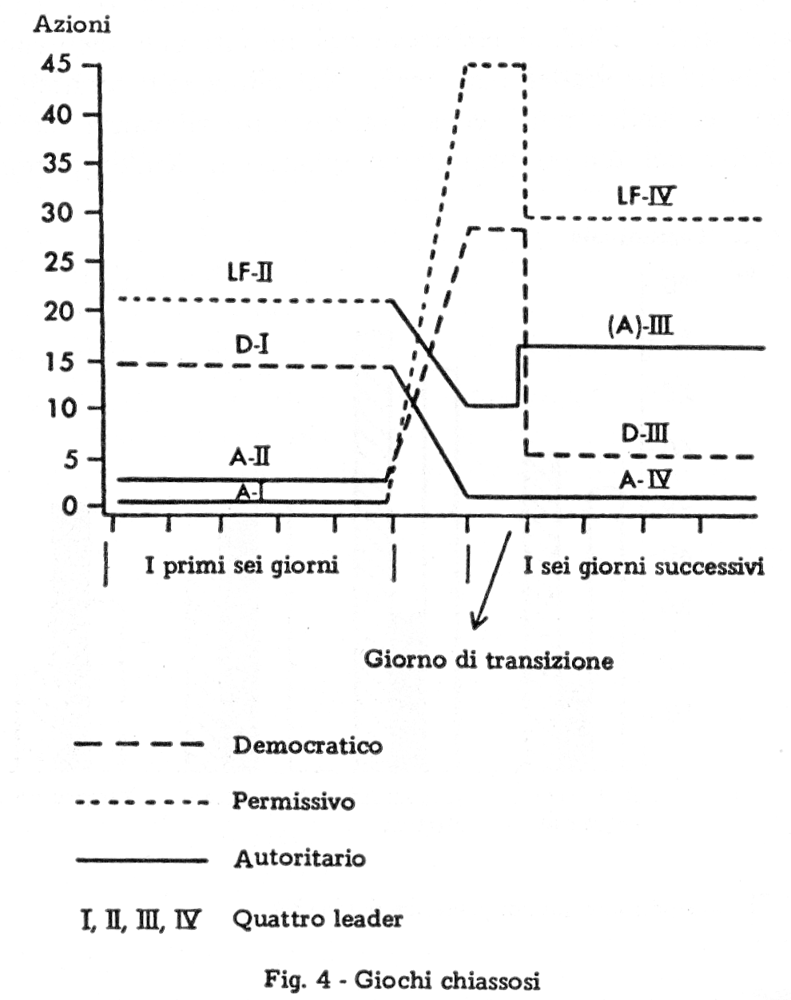 Azioni
45
40
35
30
LF-IV
25
LF-II
20
(A)-III
D-I
15
10
D-III
A-II
5
A-IV
A-I
0
I primi sei giorni
I sei giorni successivi
Giorno di transizione
Democratico
Permissivo
Autoritario
I, II, III, IV Quattro leader
Fig. 4 - Giochi chiassosi